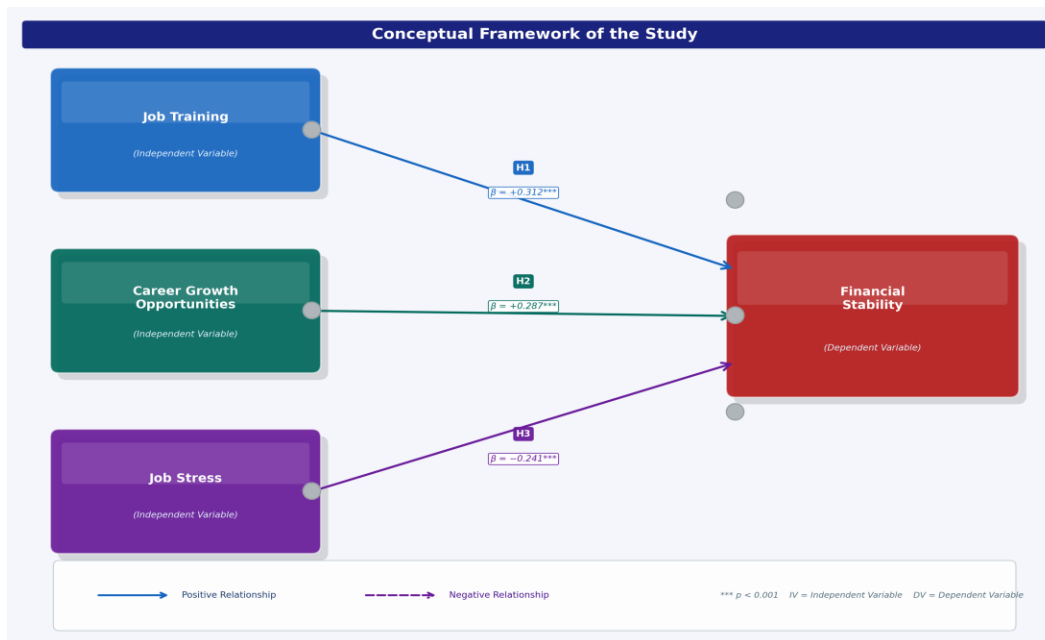 Conceptual Framework of the Study
Job Training
(Independent Variable)
H1
β = +0.312***
Career Growth
Opportunities
(Independent Variable)
H2
β = +0.287***
Financial
Stability
(Dependent Variable)
H3
β = −0.241***
Job Stress
(Independent Variable)
Positive Relationship
Negative Relationship
*** p < 0.001    IV = Independent Variable    DV = Dependent Variable